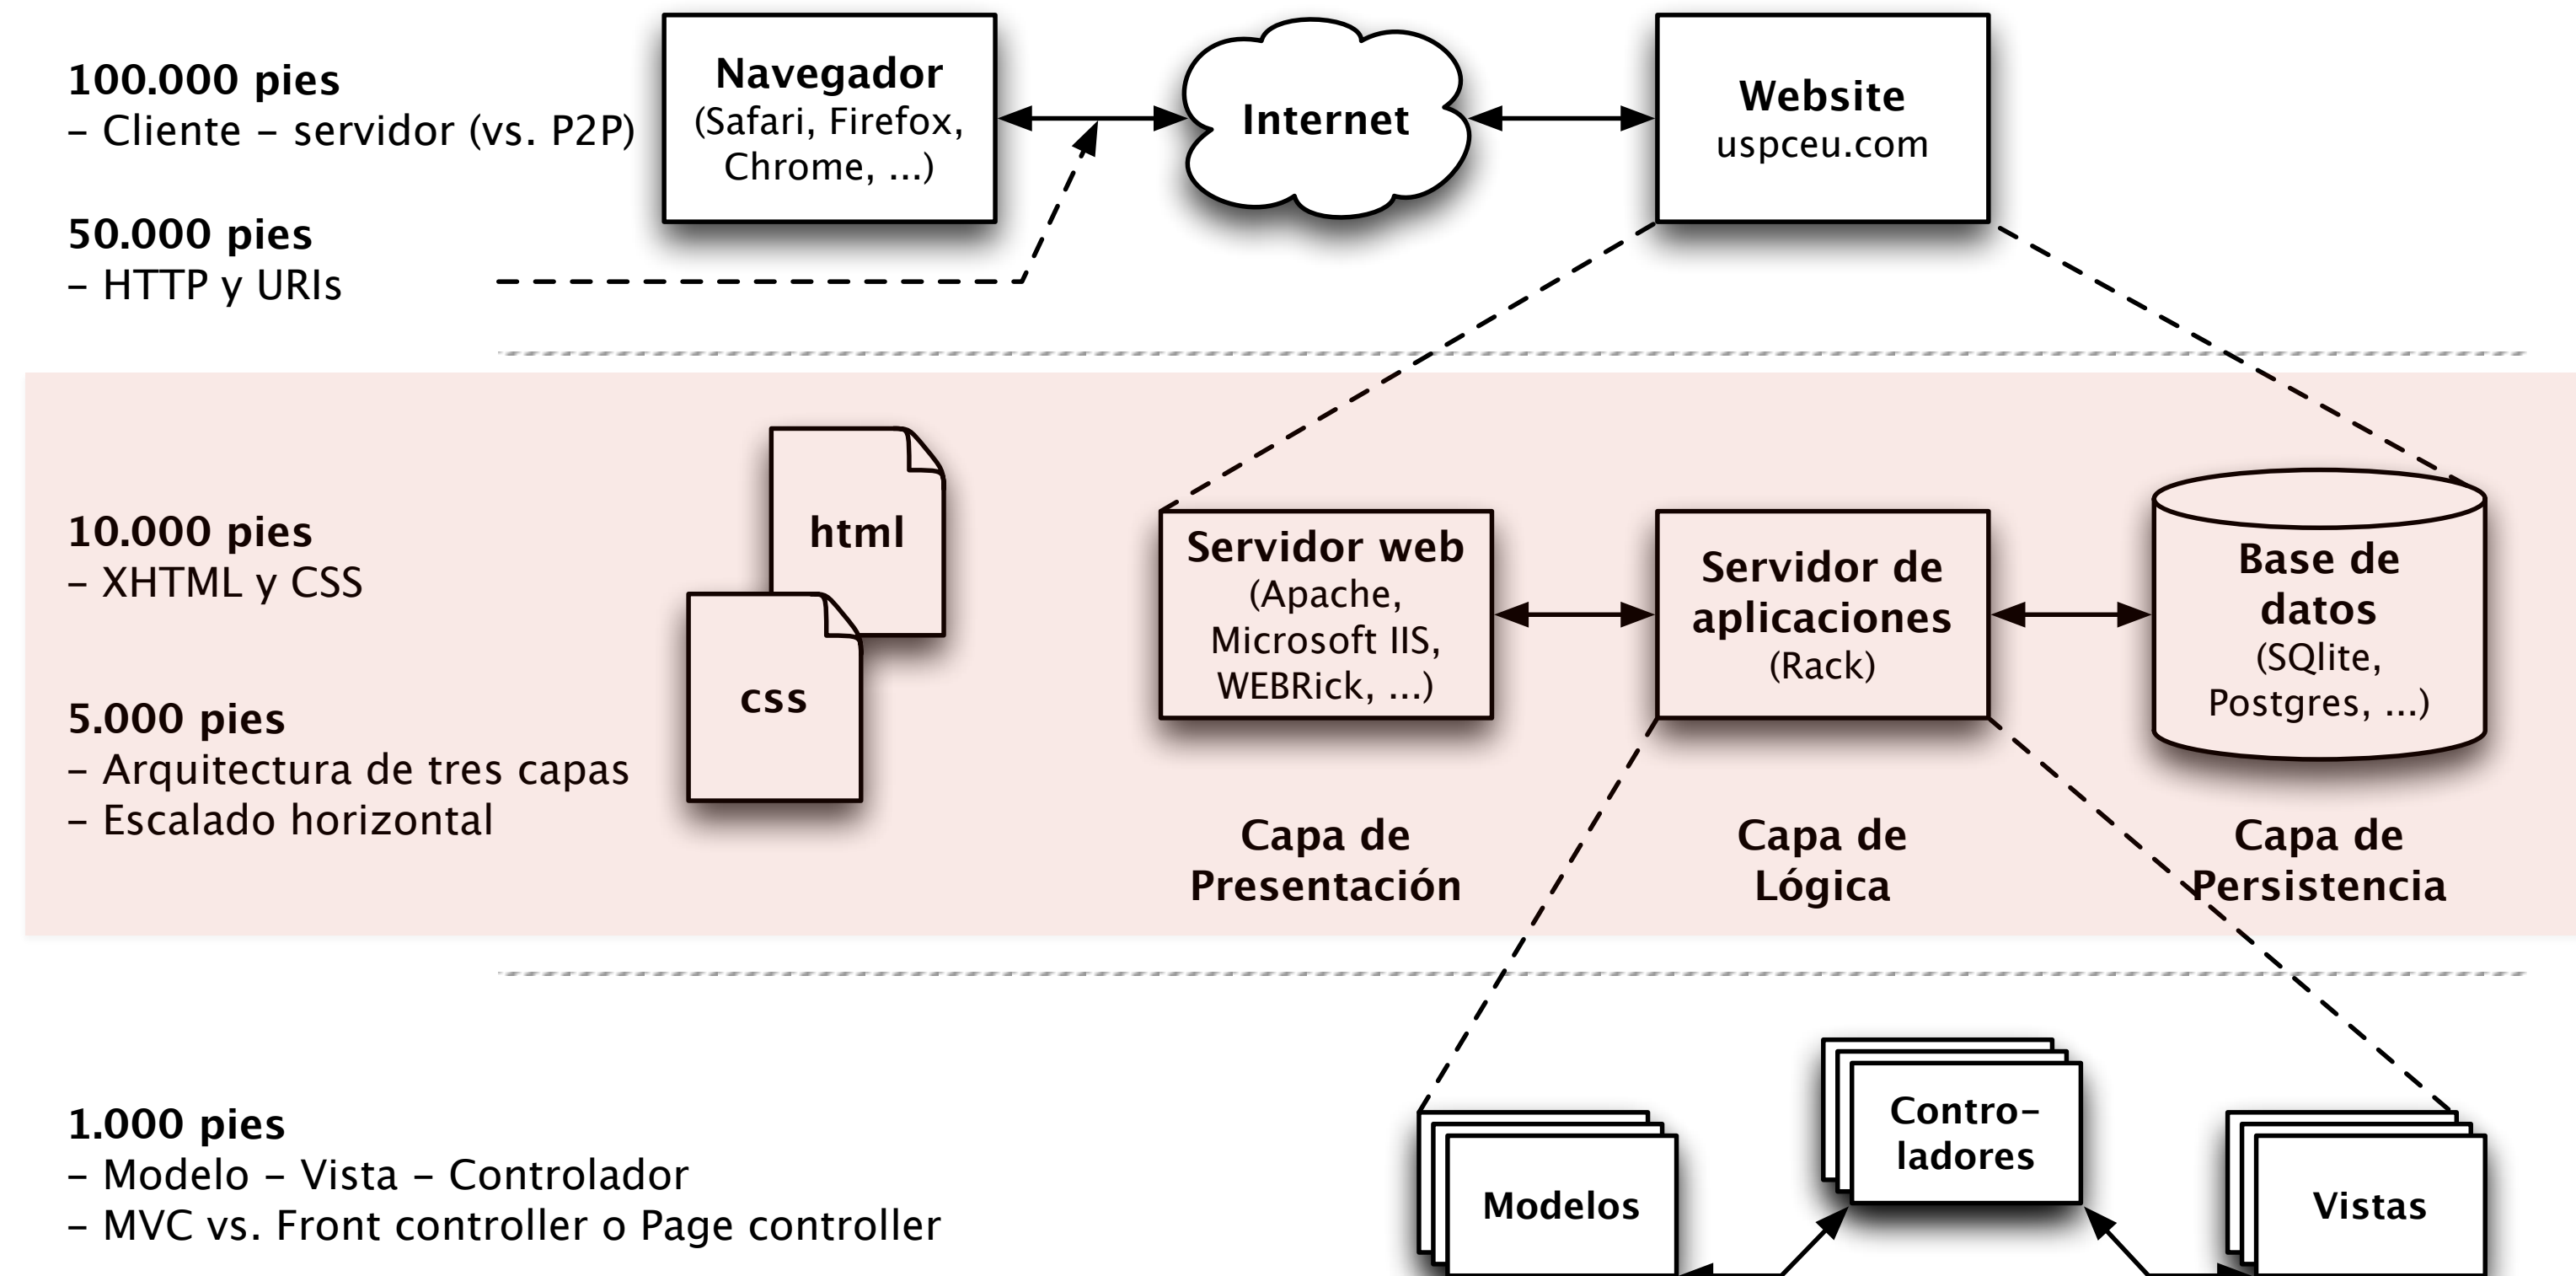 100.000 pies
– Cliente – servidor (vs. P2P)
Navegador
(Safari, Firefox,
Chrome, ...)
Internet
Website
uspceu.com
50.000 pies
– HTTP y URIs
10.000 pies
– XHTML y CSS
html
css
Servidor web
(Apache,
Microsoft IIS,
WEBRick, ...)
Servidor de
aplicaciones
(Rack)
Base de
datos
(SQlite,
Postgres, ...)
5.000 pies
– Arquitectura de tres capas
– Escalado horizontal
Capa de
Presentación
Capa de
Lógica
Capa de
Persistencia
1.000 pies
– Modelo – Vista – Controlador
– MVC vs. Front controller o Page controller
Modelos
Contro–
ladores
Vistas